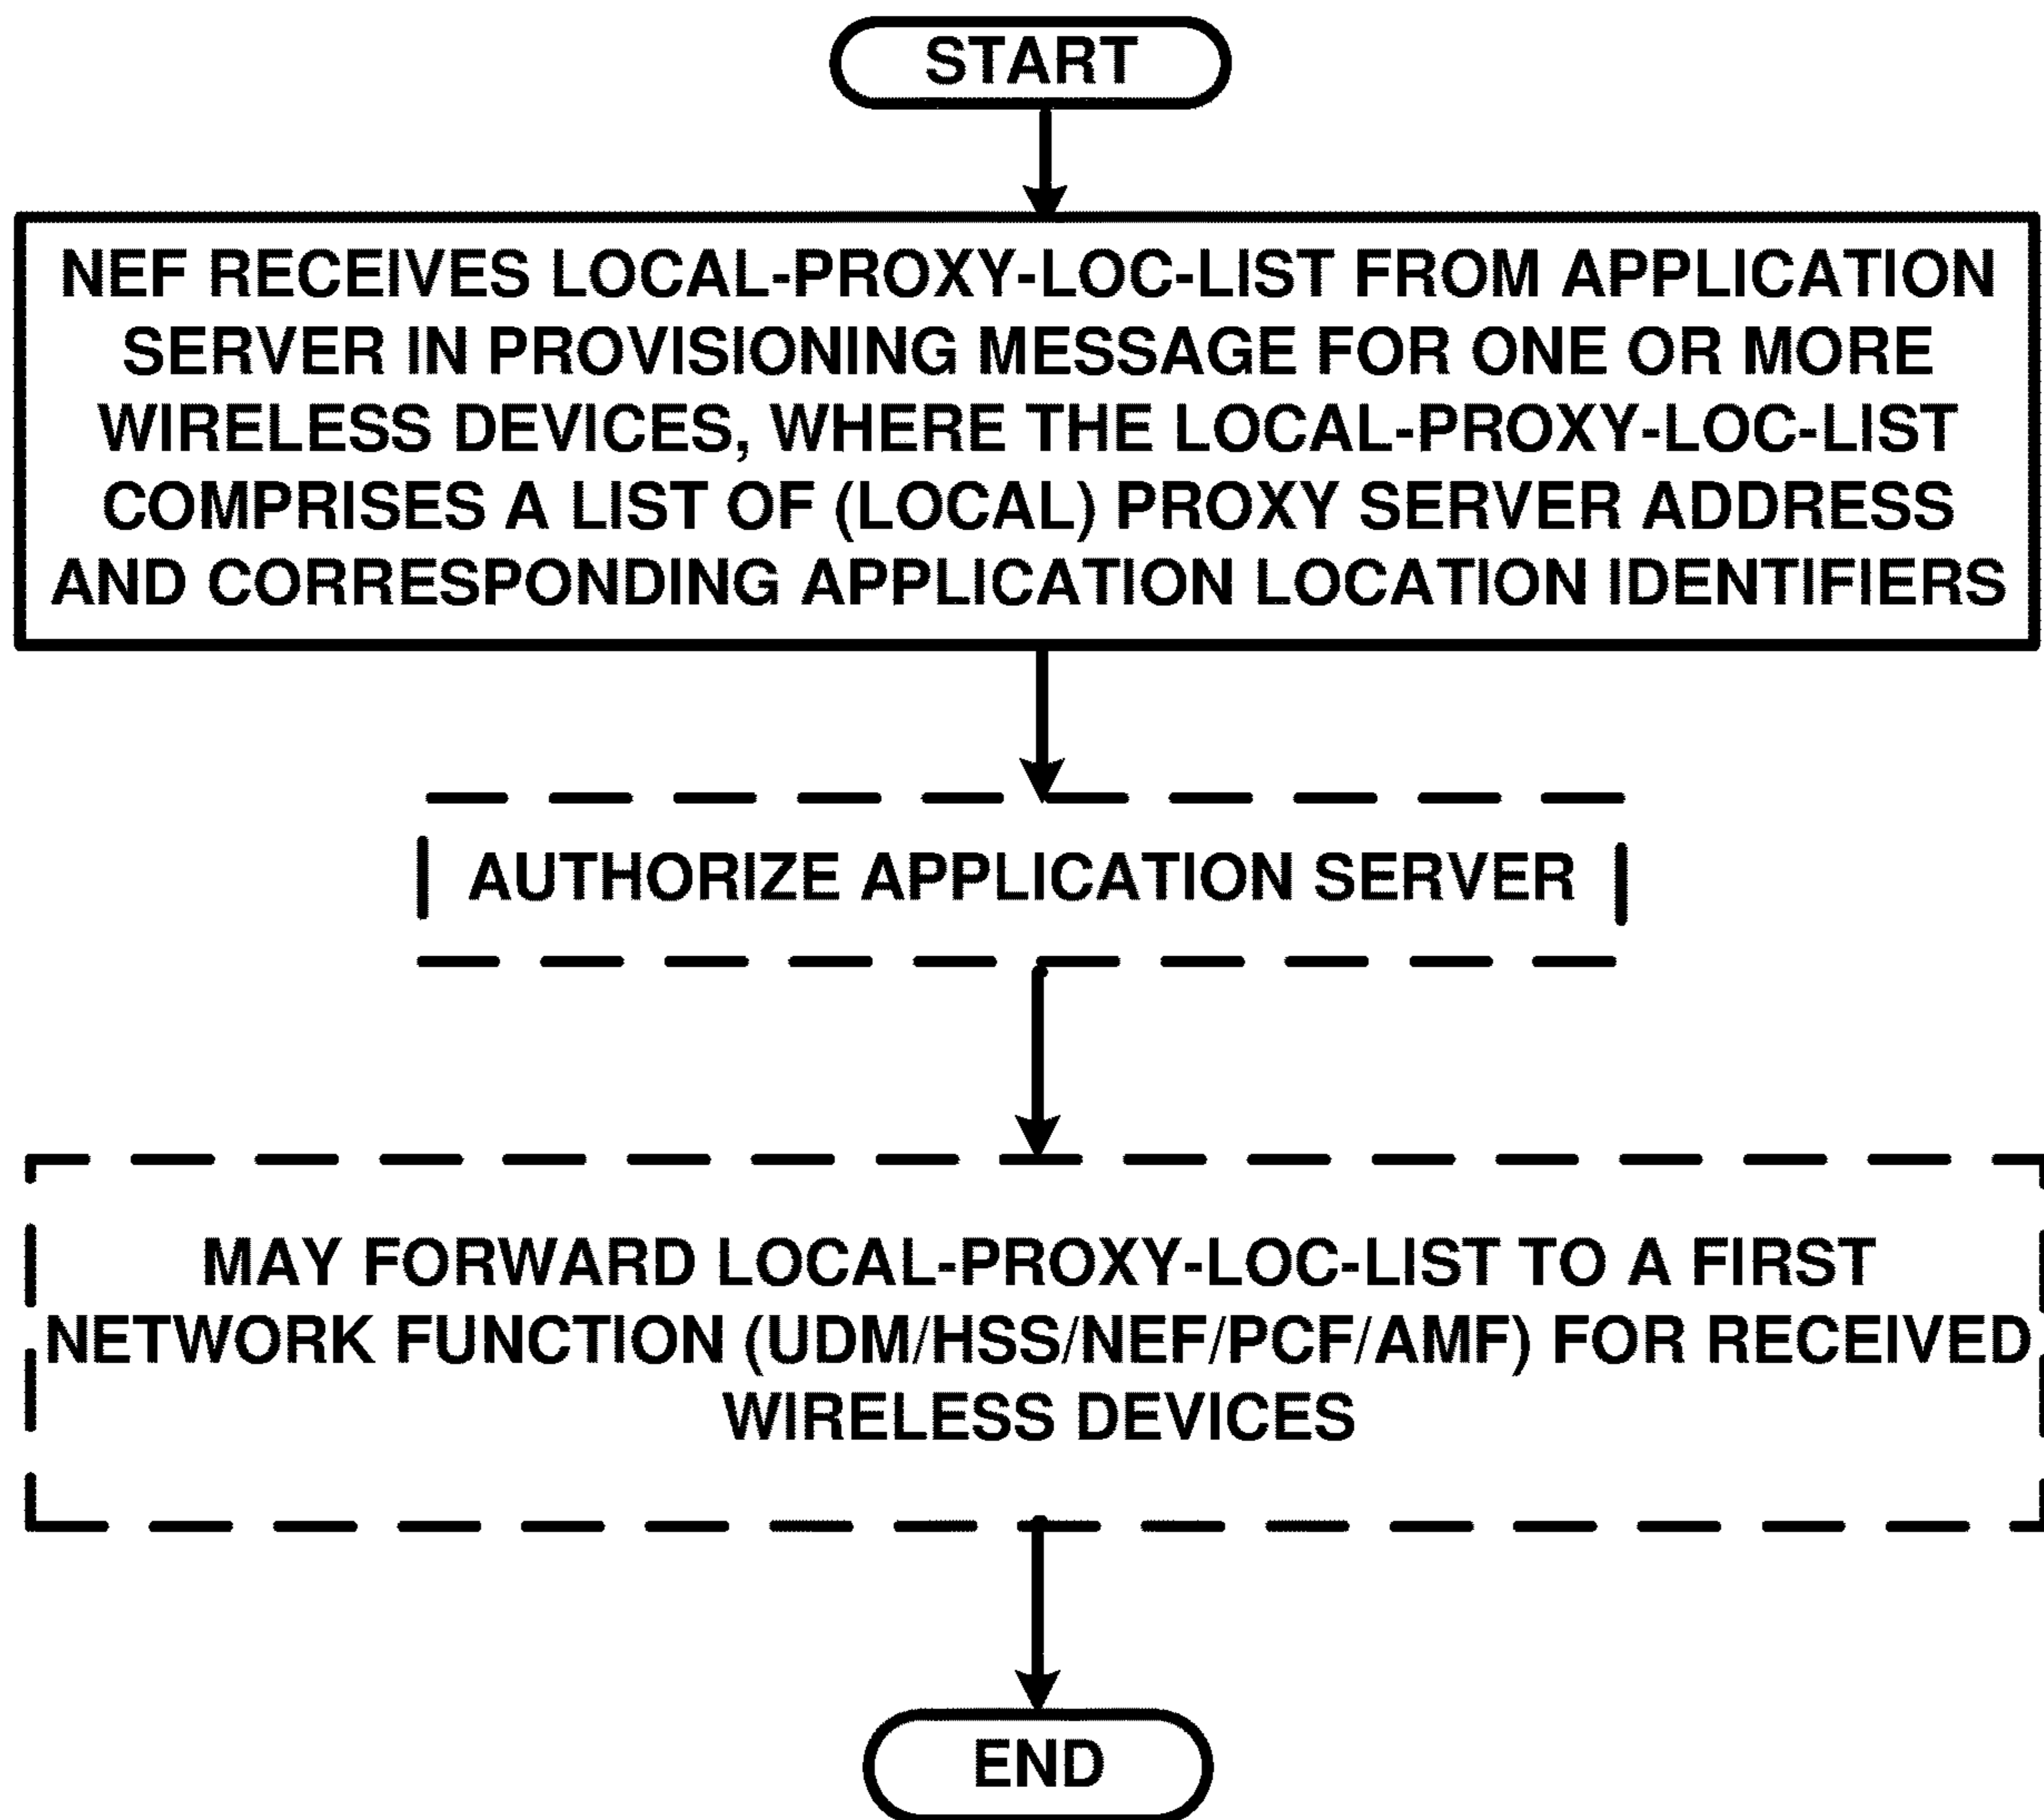 START
NEF RECEIVES LOCAL-PROXY-LOC-LIST FROM APPLICATION
SERVER IN PROVISIONING MESSAGE FOR ONE OR MORE
WIRELESS DEVICES, WHERE THE LOCAL-PROXY-LOC-LIST
COMPRISES A LIST OF (LOCAL) PROXY SERVER ADDRESS
AND CORRESPONDING APPLICATION LOCATION IDENTIFIERS
AUTHORIZE APPLICATION SERVER
MAY FORWARD LOCAL-PROXY-LOC-LIST TO A FIRST
NETWORK FUNCTION (UDM/HSS/NEF/PCF/AMF) FOR RECEIVED
WIRELESS DEVICES
END